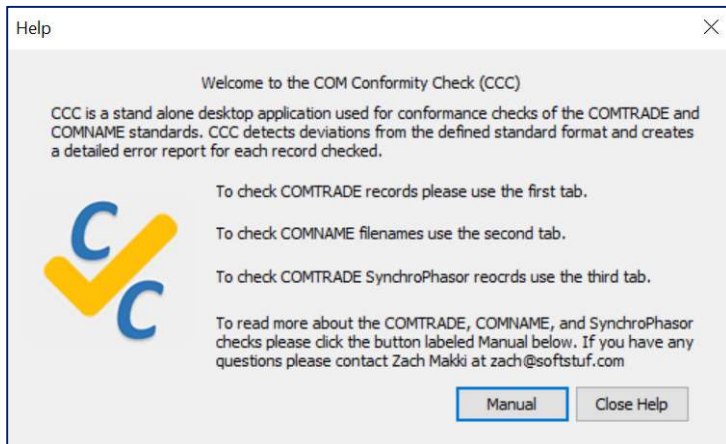 Help
Welcome to the COM Conformity Check (CCC)
CCC is a stand alone desktop application used for conformance checks of the COMTRADE and
COMNAME standards. CCC detects deviations from the defined standard format and creates
a detailed error report for each record checked.
To check COMTRADE records please use the first tab.
To check COMNAME filenames use the second tab.
To check COMTRADE SynchroPhasor reocrds use the third tab.
C
C
To read more about the COMTRADE, COMNAME, and SynchroPhasor
checks please click the button labeled Manual below. If you have any
questions please contact Zach Makki at zach@softstuf.com
Manual
Close Help